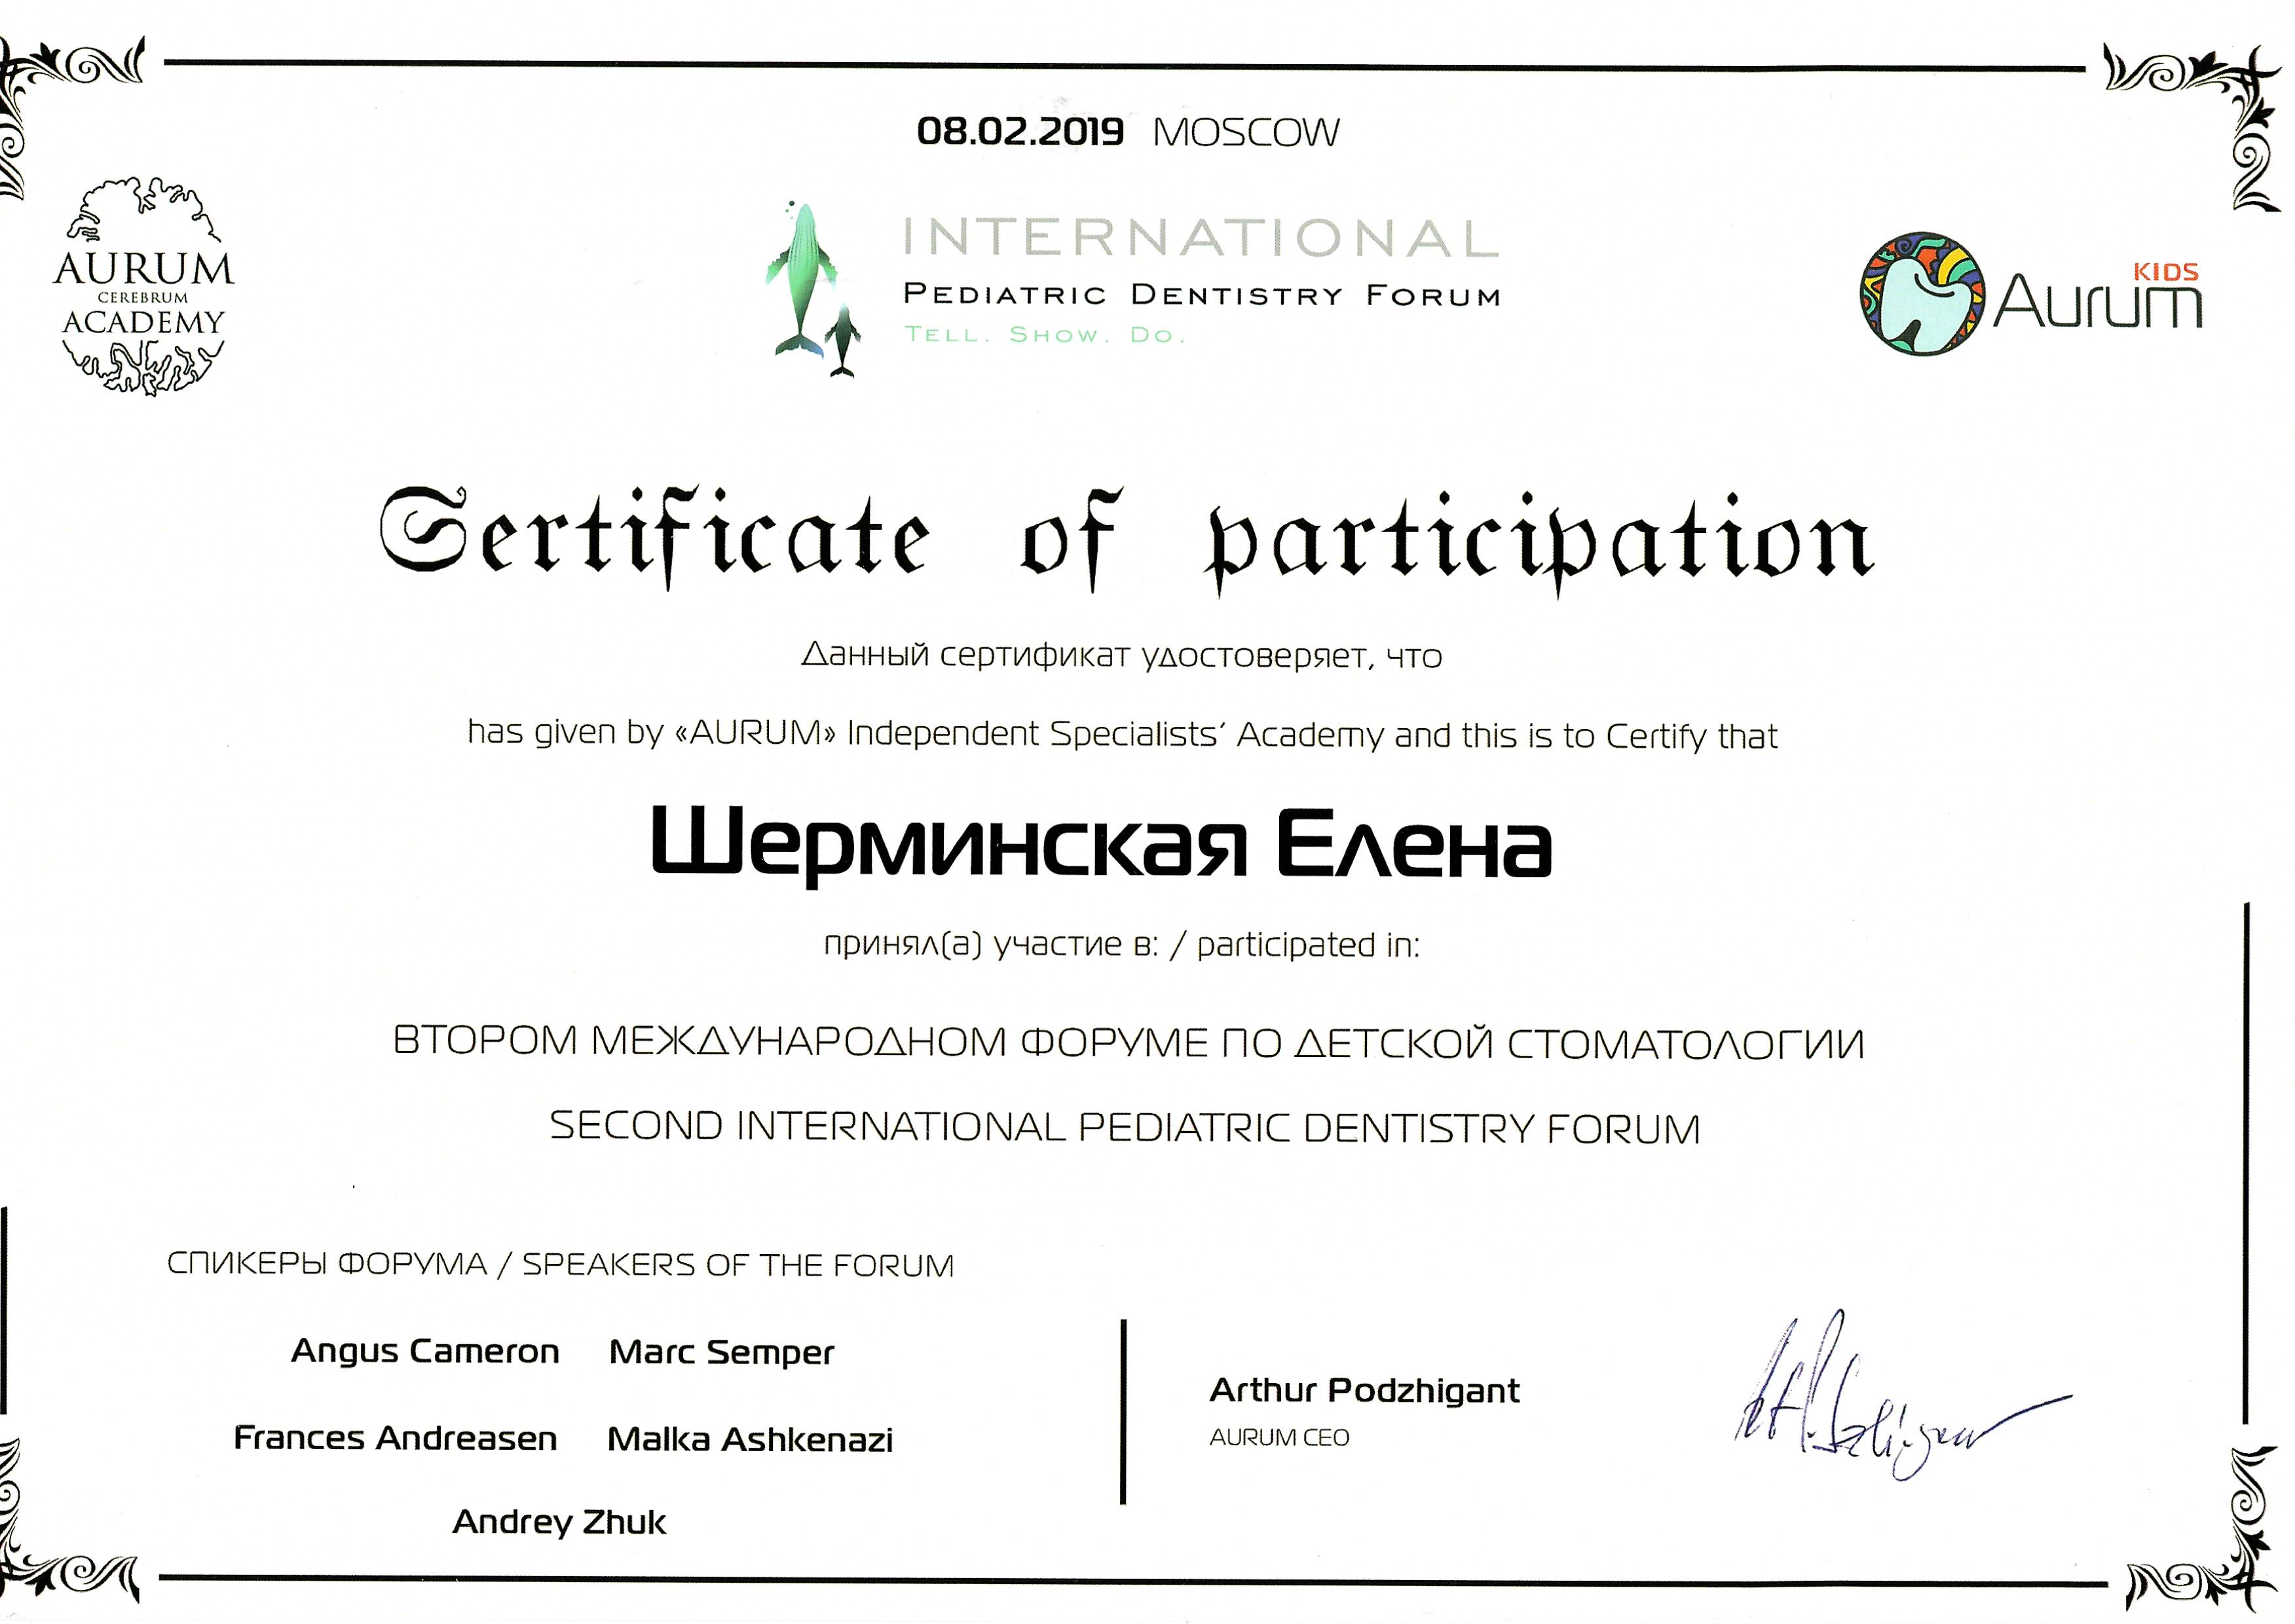 08.02.2019 MOSCOW
AURUM
CEREBRUM
ACADEMY
INTERNATIONAL
PEDIATRIC DENTISTRY FORUM
TELL. SHOW. DO.
KIDS
Aurum
Sertificate of participation
Данный сертификат удостоверяет, что
has given by «AURUM» Independent Specialists’ Academy and this is to Certify that
Шерминская Елена
принял(а) участие в: / participated in:
ВТОРОМ МЕЖДУНАРОДНОМ ФОРУМЕ ПО ДЕТСКОЙ СТОМАТОЛОГИИ
SECOND INTERNATIONAL PEDIATRIC DENTISTRY FORUM
СПИКЕРЫ ФОРУМА / SPEAKERS OF THE FORUM
Angus Cameron Marc Semper
Frances Andreasen Malka Ashkenazi
Andrey Zhuk
Arthur Podzhigant
AURUM CEO